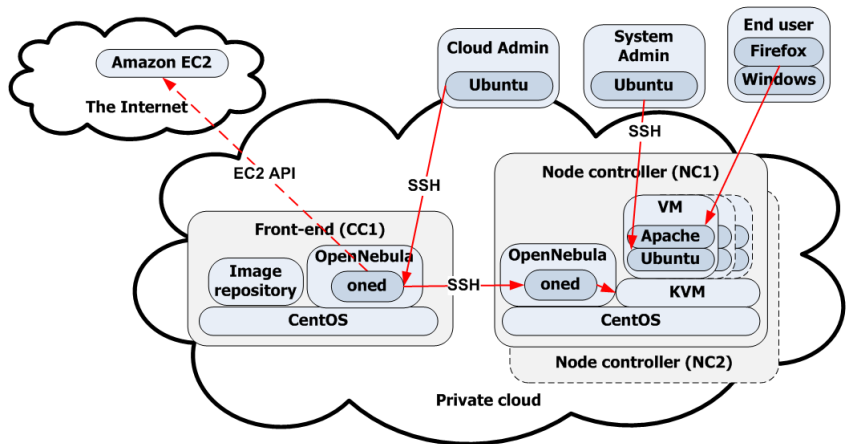 Amazon EC2
The Internet
Cloud Admin
Ubuntu
System
Admin
Ubuntu
End user
Firefox
Windows
EC2 API
SSH
SSH
Front-end (CC1)
Image
repository
OpenNebula
oned
CentOS
SSH
Node controller (NC1)
VM
Apache
Ubuntu
OpenNebula
oned
KVM
CentOS
Node controller (NC2)
Private cloud